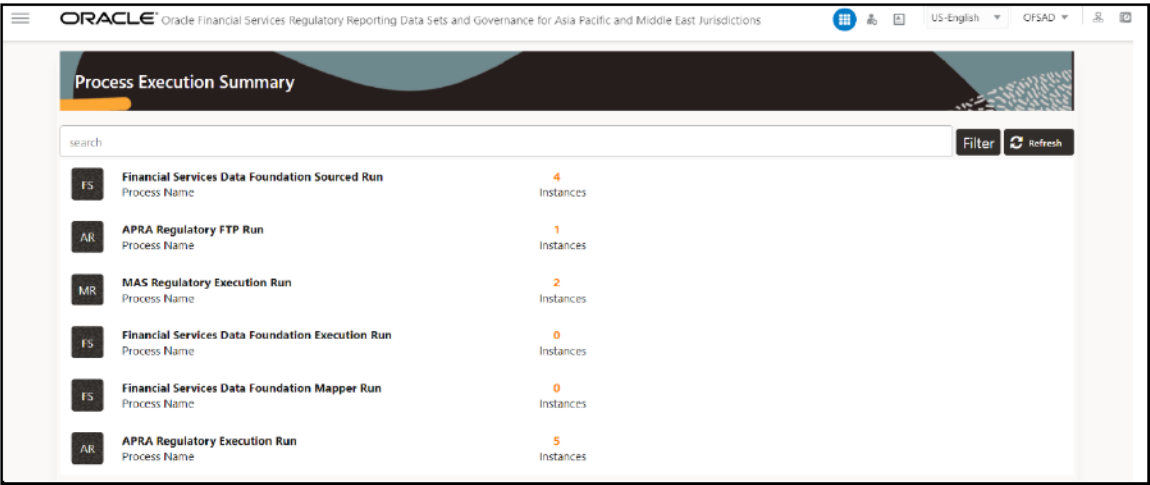 ORACLE® Oracle Financial Services Regulatory Reporting Data Sets and Governance for Asia Pacific and Middle East Jurisdictions US-English OFSAD
Process Execution Summary
search Filter Refresh
FS Financial Services Data Foundation Sourced Run 4
Process Name Instances
AR APRA Regulatory FTP Run 1
Process Name Instances
MR MAS Regulatory Execution Run 2
Process Name Instances
FS Financial Services Data Foundation Execution Run 0
Process Name Instances
FS Financial Services Data Foundation Mapper Run 0
Process Name Instances
AR APRA Regulatory Execution Run 5
Process Name Instances